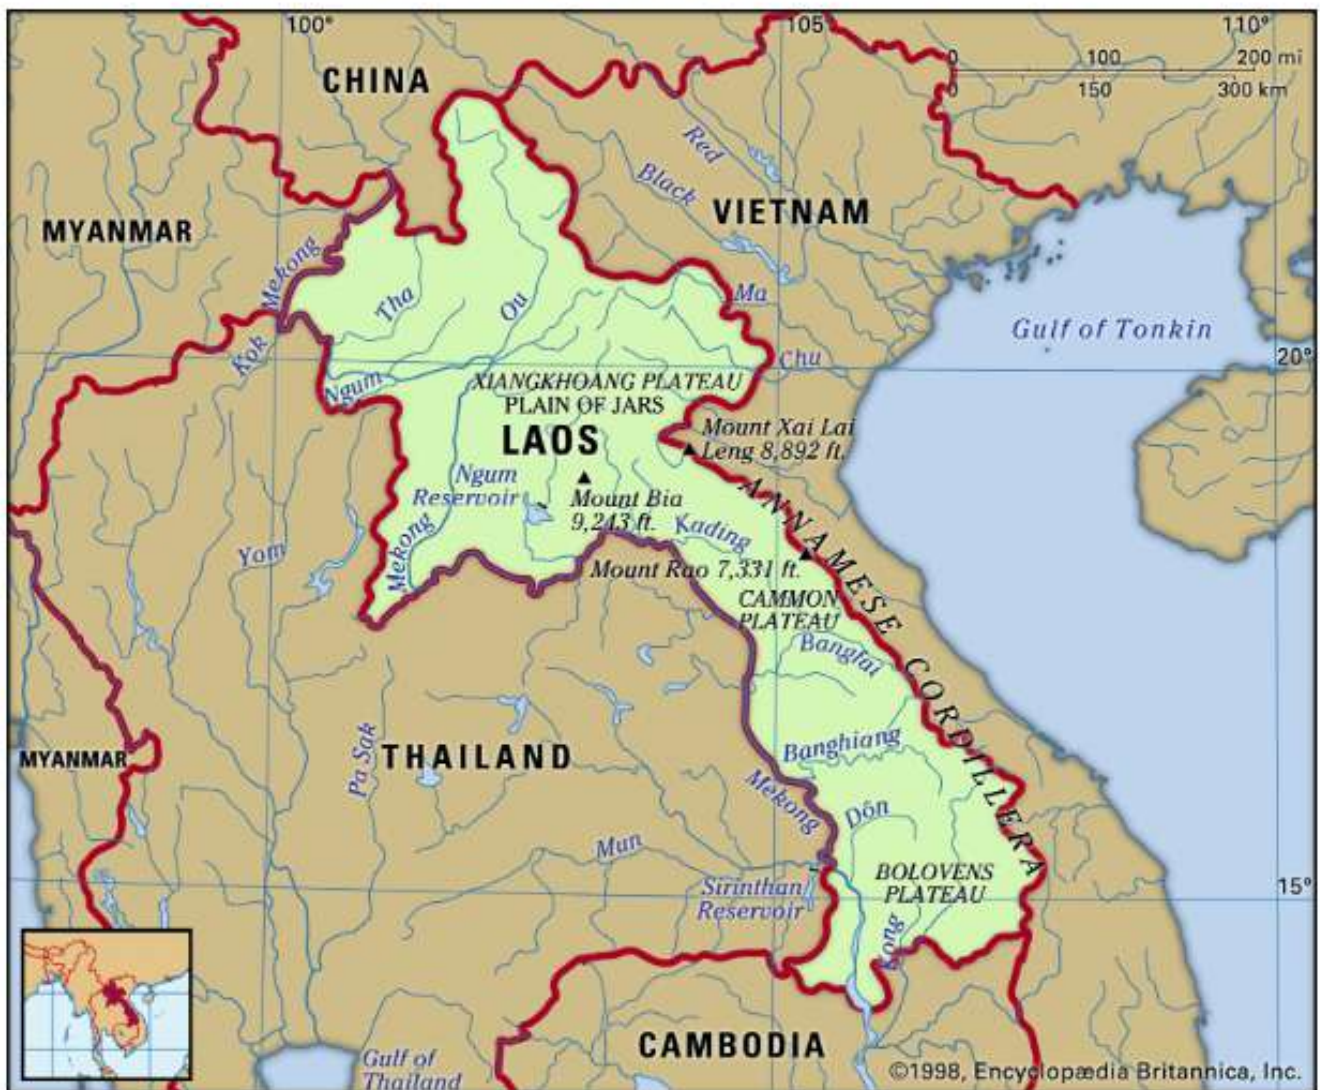 100°
105°
110°
0 100 200 mi
0 150 300 km
CHINA
Red
Black
VIETNAM
MYANMAR
Mekong
Tha
Ou
Ma
Gulf of Tonkin
Kok
Chu
20°
Ngum
XIANGKHOANG PLATEAU
PLAIN OF JARS
LAOS
Mount Xai Lai
Leng 8,892 ft.
Ngum
Reservoir
Mount Bia
9,243 ft.
ANNAMESE CORDILLERA
Kading
Mekong
Yom
Mount Rao 7,331 ft.
CAMMON
PLATEAU
Bangfai
Pa Sak
THAILAND
MYANMAR
Banghiang
Mekong
Dôn
Mun
BOLOVENS
PLATEAU
Sirinthan
Reservoir
15°
Kong
CAMBODIA
Gulf of
Thailand
©1998, Encyclopædia Britannica, Inc.